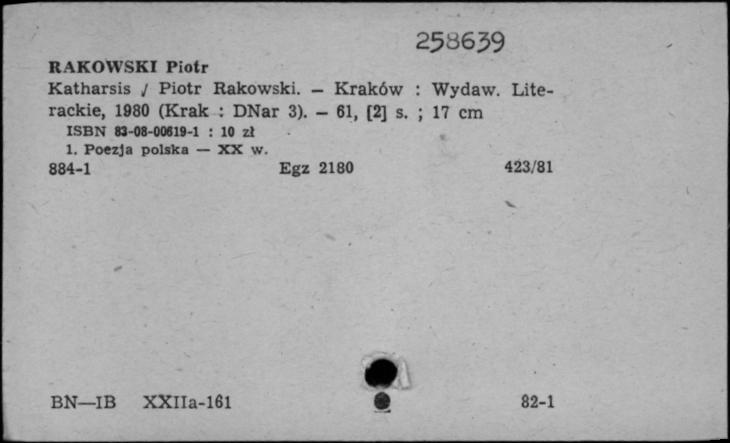 258639
RAKOWSKI Piotr
Katharsis / Piotr Rakowski. — Kraków : Wydaw. Lite-
rackie, 1980 (Krak : DNar 3). — 61, [2] s. ; 17 cm
ISBN 83-08-00619-1 : 10 zł
1. Poezja polska — XX w.
884-1 Egz 2180 423/81
BN—IB XXIIa-161 82-1